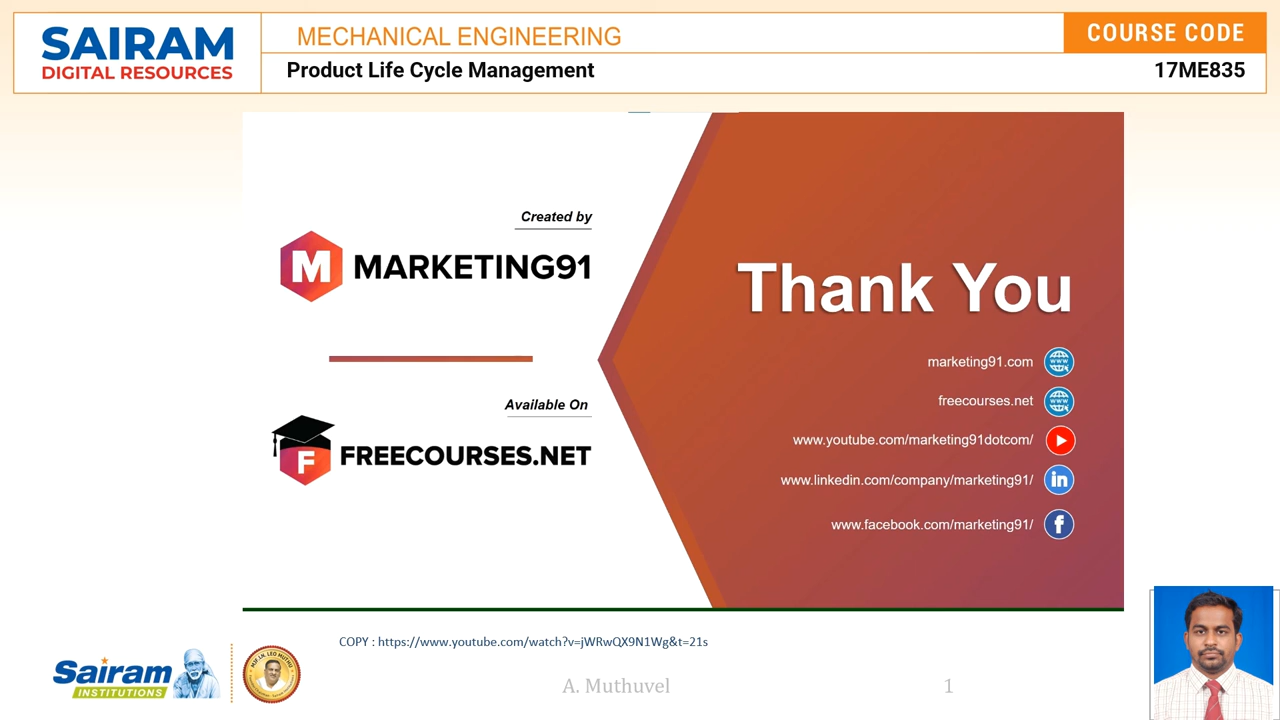 SAIRAM
DIGITAL RESOURCES
MECHANICAL ENGINEERING
COURSE CODE
Product Life Cycle Management
17ME835
Created by
M MARKETING91
Available On
F FREECOURSES.NET
Thank You
marketing91.com
freecourses.net
www.youtube.com/marketing91dotcom/
www.linkedin.com/company/marketing91/
www.facebook.com/marketing91/
COPY : https://www.youtube.com/watch?v=jWRwQX9N1Wg&t=21s
Sairam
INSTITUTIONS
A. Muthuvel
1